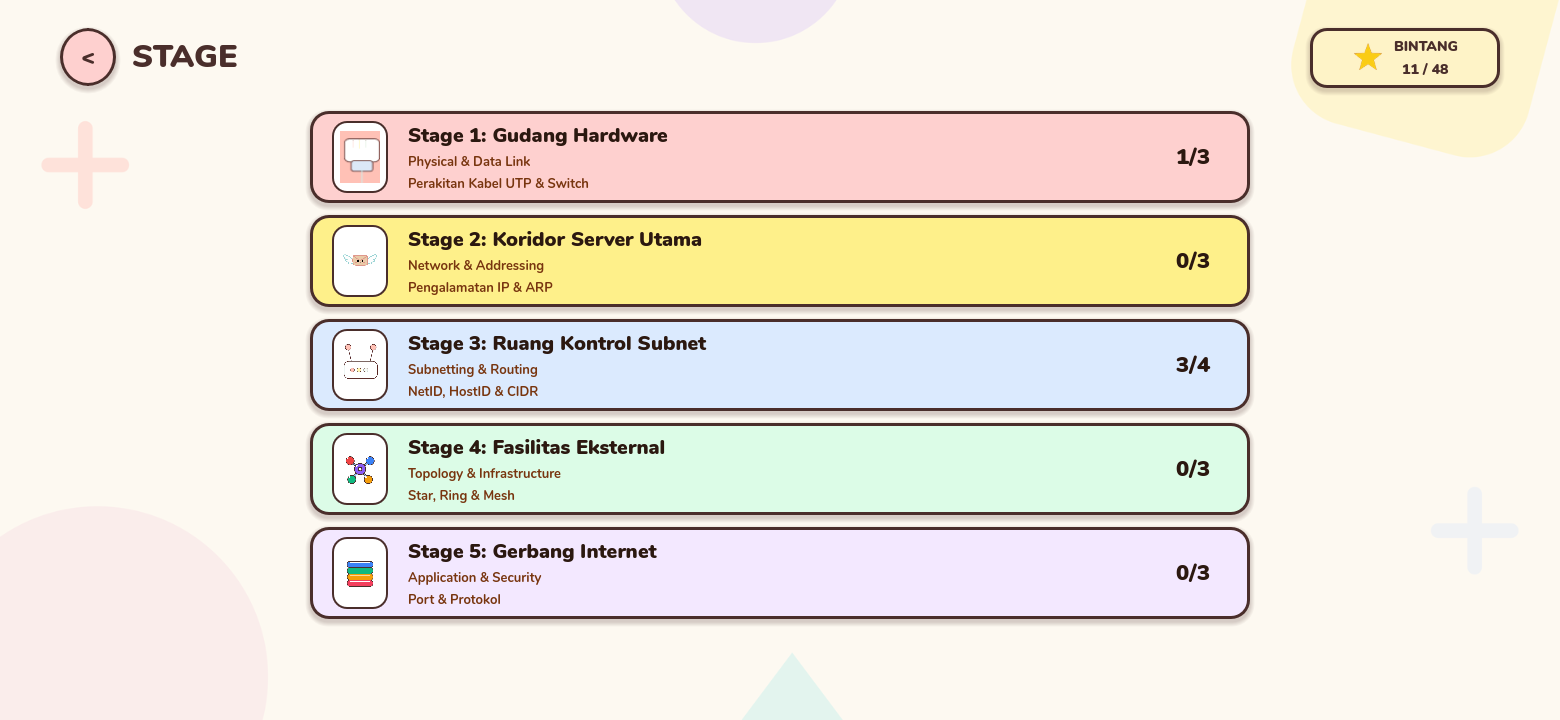 <
STAGE
BINTANG
11 / 48
Stage 1: Gudang Hardware
Physical & Data Link
Perakitan Kabel UTP & Switch
1/3
Stage 2: Koridor Server Utama
Network & Addressing
Pengalamatan IP & ARP
0/3
Stage 3: Ruang Kontrol Subnet
Subnetting & Routing
NetID, HostID & CIDR
3/4
Stage 4: Fasilitas Eksternal
Topology & Infrastructure
Star, Ring & Mesh
0/3
Stage 5: Gerbang Internet
Application & Security
Port & Protokol
0/3